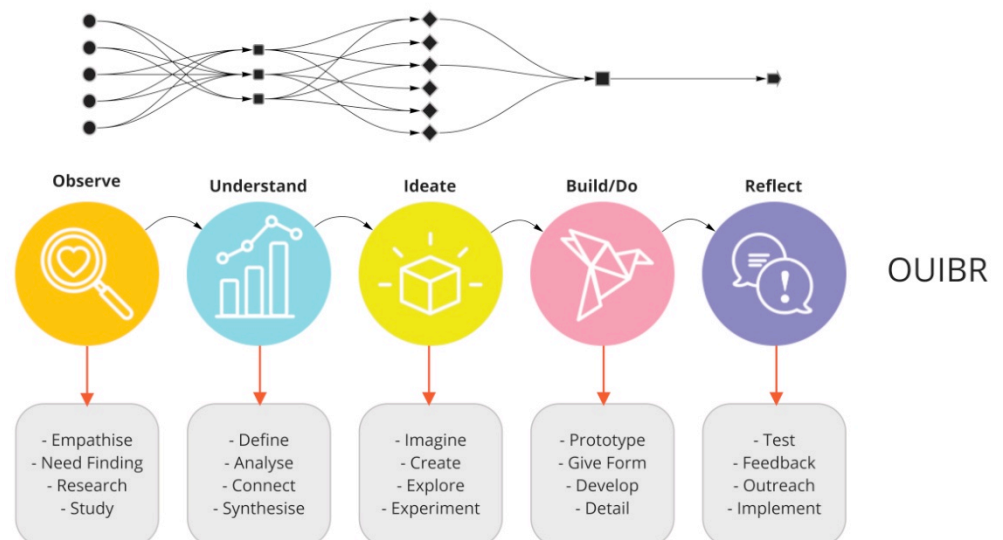 Observe
Understand
Ideate
Build/Do
Reflect
OUIBR
- Empathise
- Need Finding
- Research
- Study
- Define
- Analyse
- Connect
- Synthesise
- Imagine
- Create
- Explore
- Experiment
- Prototype
- Give Form
- Develop
- Detail
- Test
- Feedback
- Outreach
- Implement